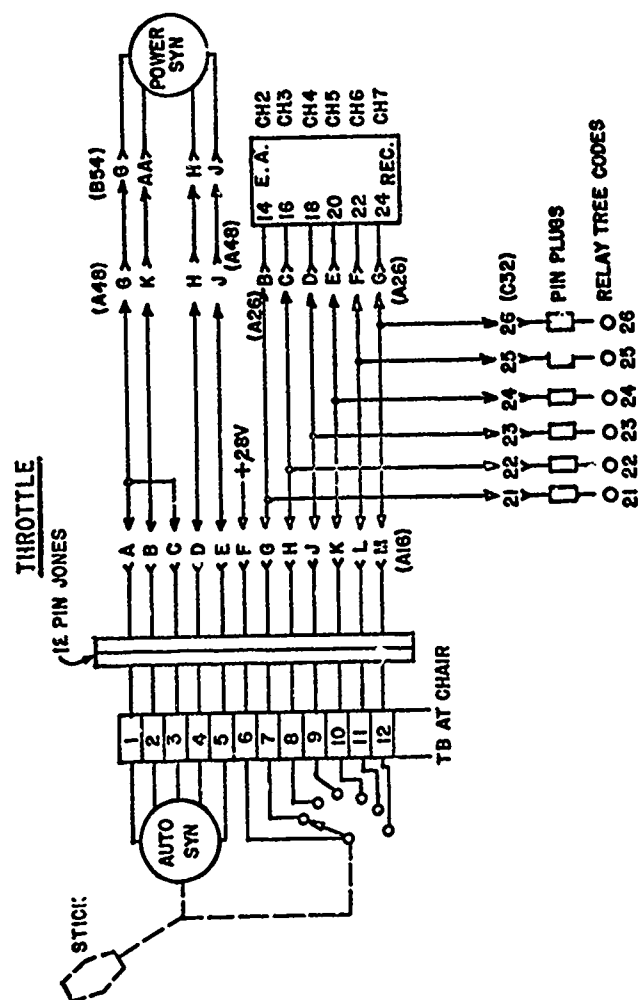 THROTTLE
12 PIN JONES
STICK
AUTO
SYN
1
2
3
4
5
6
7
8
9
10
11
12
TB AT CHAIR
A
B
C
D
E
F
G
H
J
K
L
M
(A16)
+28V
(A48)
G
K
H
J
(A48)
(B54)
G
AA
H
J
POWER
SYN
(A26)
B
C
D
E
F
G
(A26)
14 E.A.
16
18
20
22
24 REC.
CH2
CH3
CH4
CH5
CH6
CH7
21 22 23 24 25 26 (C32)
PIN PLUGS
RELAY TREE CODES
21 22 23 24 25 26